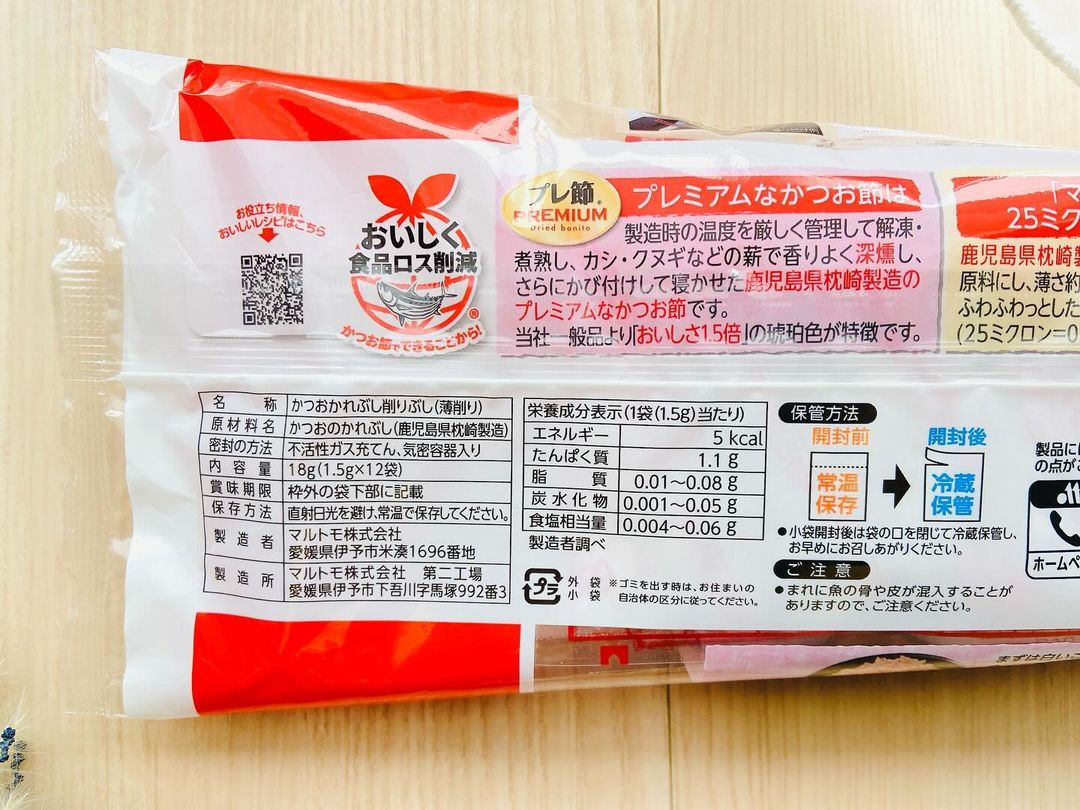 お役立ち情報、
おいしいレシピはこちら
おいしく
食品ロス削減
かつお節でできることから!
プレ節®
PREMIUM
Dried bonito
プレミアムなかつお節は
製造時の温度を厳しく管理して解凍・
煮熟し、カシ・クヌギなどの薪で香りよく深燻し、
さらにかび付けして寝かせた鹿児島県枕崎製造の
プレミアムなかつお節です。
当社一般品より「おいしさ1.5倍」の琥珀色が特徴です。
「マ
25ミク
鹿児島県枕崎製
原料にし、薄さ約
ふわふわっとした
(25ミクロン=0
名称 かつおかれぶし削りぶし(薄削り)
原材料名 かつおのかれぶし(鹿児島県枕崎製造)
密封の方法 不活性ガス充てん、気密容器入り
内容量 18g(1.5g×12袋)
賞味期限 枠外の袋下部に記載
保存方法 直射日光を避け、常温で保存してください。
製造者 マルトモ株式会社
愛媛県伊予市米湊1696番地
製造所 マルトモ株式会社 第二工場
愛媛県伊予市下吾川字馬塚992番3
栄養成分表示(1袋(1.5g)当たり)
エネルギー 5 kcal
たんぱく質 1.1 g
脂質 0.01~0.08 g
炭水化物 0.001~0.05 g
食塩相当量 0.004~0.06 g
製造者調べ
プラ
外袋
小袋
※ゴミを出す時は、お住まいの
自治体の区分に従ってください。
保管方法
開封前
常温
保存
開封後
冷蔵
保管
●小袋開封後は袋の口を閉じて冷蔵保管し、
お早めにお召しあがりください。
ご注意
●まれに魚の骨や皮が混入することが
ありますので、ご注意ください。
製品に
の点がご
ホームペ
まずは白いご